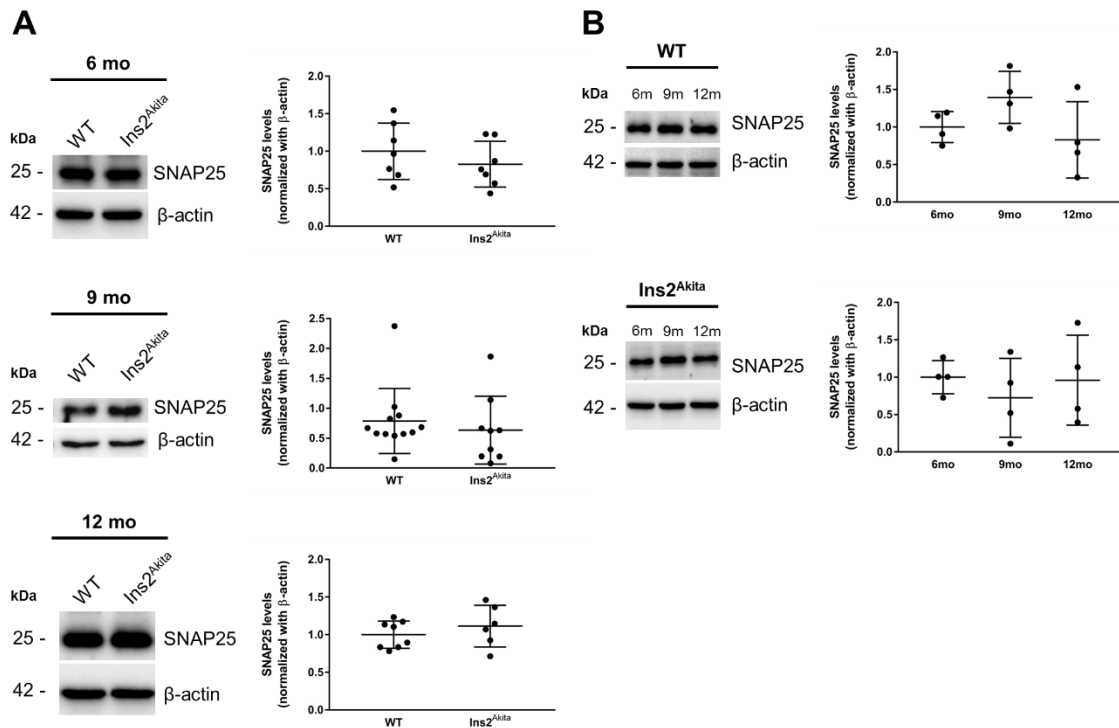 A
6 mo
kDa
WT
Ins2Akita
25 -
SNAP25
42 -
β-actin
SNAP25 levels
(normalized with β-actin)
2.0
1.5
1.0
0.5
0.0
WT
Ins2Akita
9 mo
kDa
WT
Ins2Akita
25 -
SNAP25
42 -
β-actin
SNAP25 levels
(normalized with β-actin)
2.5
2.0
1.5
1.0
0.5
0.0
WT
Ins2Akita
12 mo
kDa
WT
Ins2Akita
25 -
SNAP25
42 -
β-actin
SNAP25 levels
(normalized with β-actin)
2.0
1.5
1.0
0.5
0.0
WT
Ins2Akita
B
WT
kDa 6m 9m 12m
25 -
SNAP25
42 -
β-actin
SNAP25 levels
(normalized with β-actin)
2.0
1.5
1.0
0.5
0.0
6mo 9mo 12mo
Ins2Akita
kDa 6m 9m 12m
25 -
SNAP25
42 -
β-actin
SNAP25 levels
(normalized with β-actin)
2.0
1.5
1.0
0.5
0.0
6mo 9mo 12mo